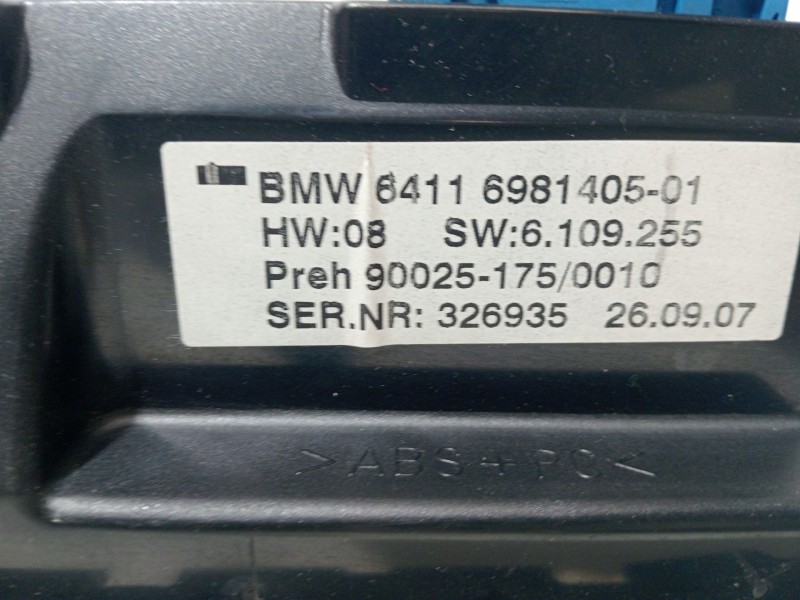 BMW 6411 6981405-01
HW:08 SW:6.109.255
Preh 90025-175/0010
SER.NR: 326935 26.09.07
>ABS+PC<